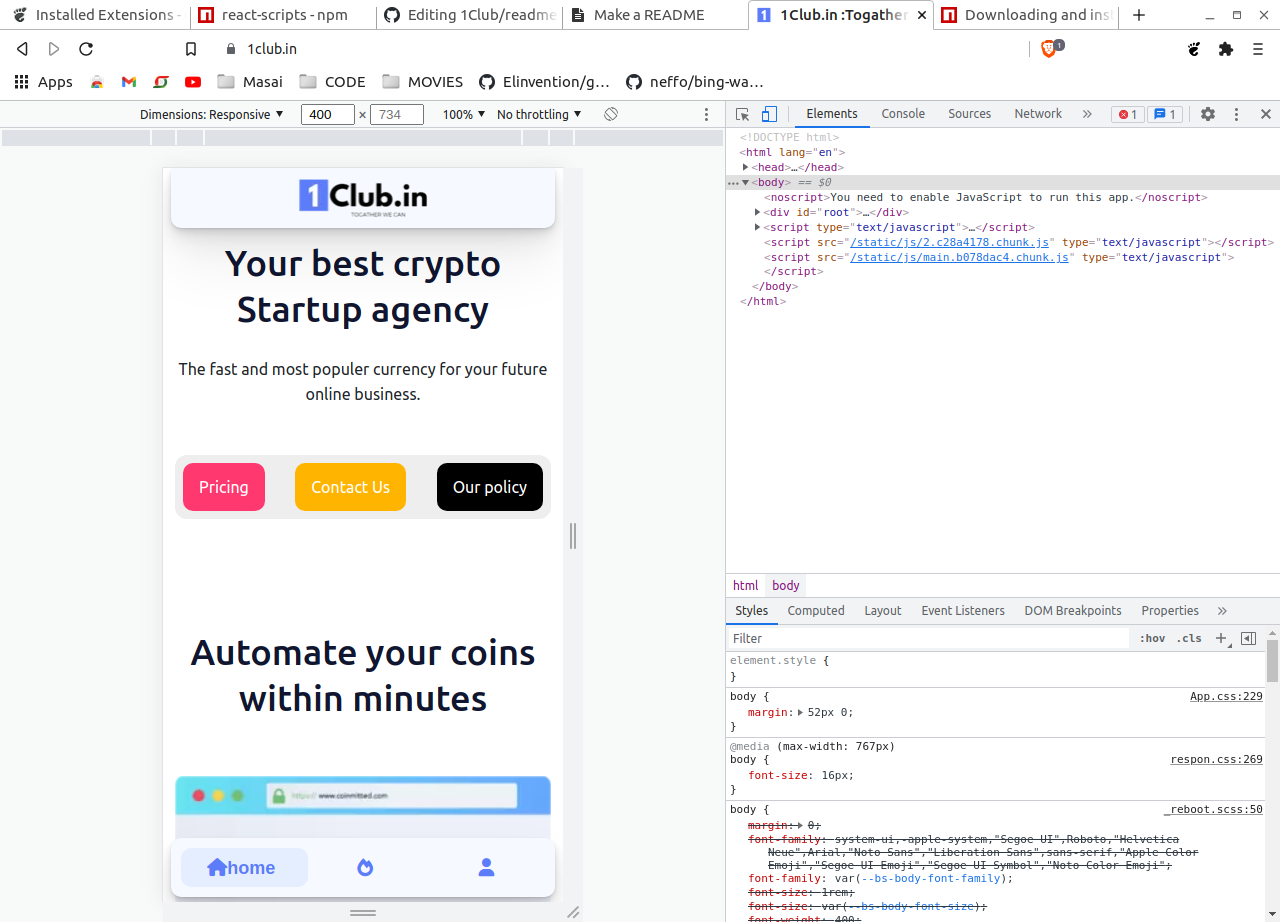 Installed Extensions -
react-scripts - npm
Editing 1Club/readme
Make a README
1Club.in :Togather
Downloading and inst
1club.in
1
Apps
Masai
CODE
MOVIES
Elinvention/g…
neffo/bing-wa…
Dimensions: Responsive ▼
400
×
734
100% ▼
No throttling ▼
Elements
Console
Sources
Network
»
1
1
<!DOCTYPE html>
<html lang="en">
<head>…</head>
<body> == $0
<noscript>You need to enable JavaScript to run this app.</noscript>
<div id="root">…</div>
<script type="text/javascript">…</script>
<script src="/static/js/2.c28a4178.chunk.js" type="text/javascript"></script>
<script src="/static/js/main.b078dac4.chunk.js" type="text/javascript">
</script>
</body>
</html>
1Club.in
TOGATHER WE CAN
Your best crypto
Startup agency
The fast and most populer currency for your future
online business.
Pricing
Contact Us
Our policy
Automate your coins
within minutes
https:// www.coinmitted.com
home
html
body
Styles
Computed
Layout
Event Listeners
DOM Breakpoints
Properties
»
Filter
:hov
.cls
+
element.style {
}
body {
App.css:229
margin: 52px 0;
}
@media (max-width: 767px)
body {
respon.css:269
font-size: 16px;
}
body {
_reboot.scss:50
margin: 0;
font-family: system-ui,-apple-system,"Segoe UI",Roboto,"Helvetica
Neue",Arial,"Noto Sans","Liberation Sans",sans-serif,"Apple Color
Emoji","Segoe UI Emoji","Segoe UI Symbol","Noto Color Emoji";
font-family: var(--bs-body-font-family);
font-size: 1rem;
font-size: var(--bs-body-font-size);
font-weight: 400;